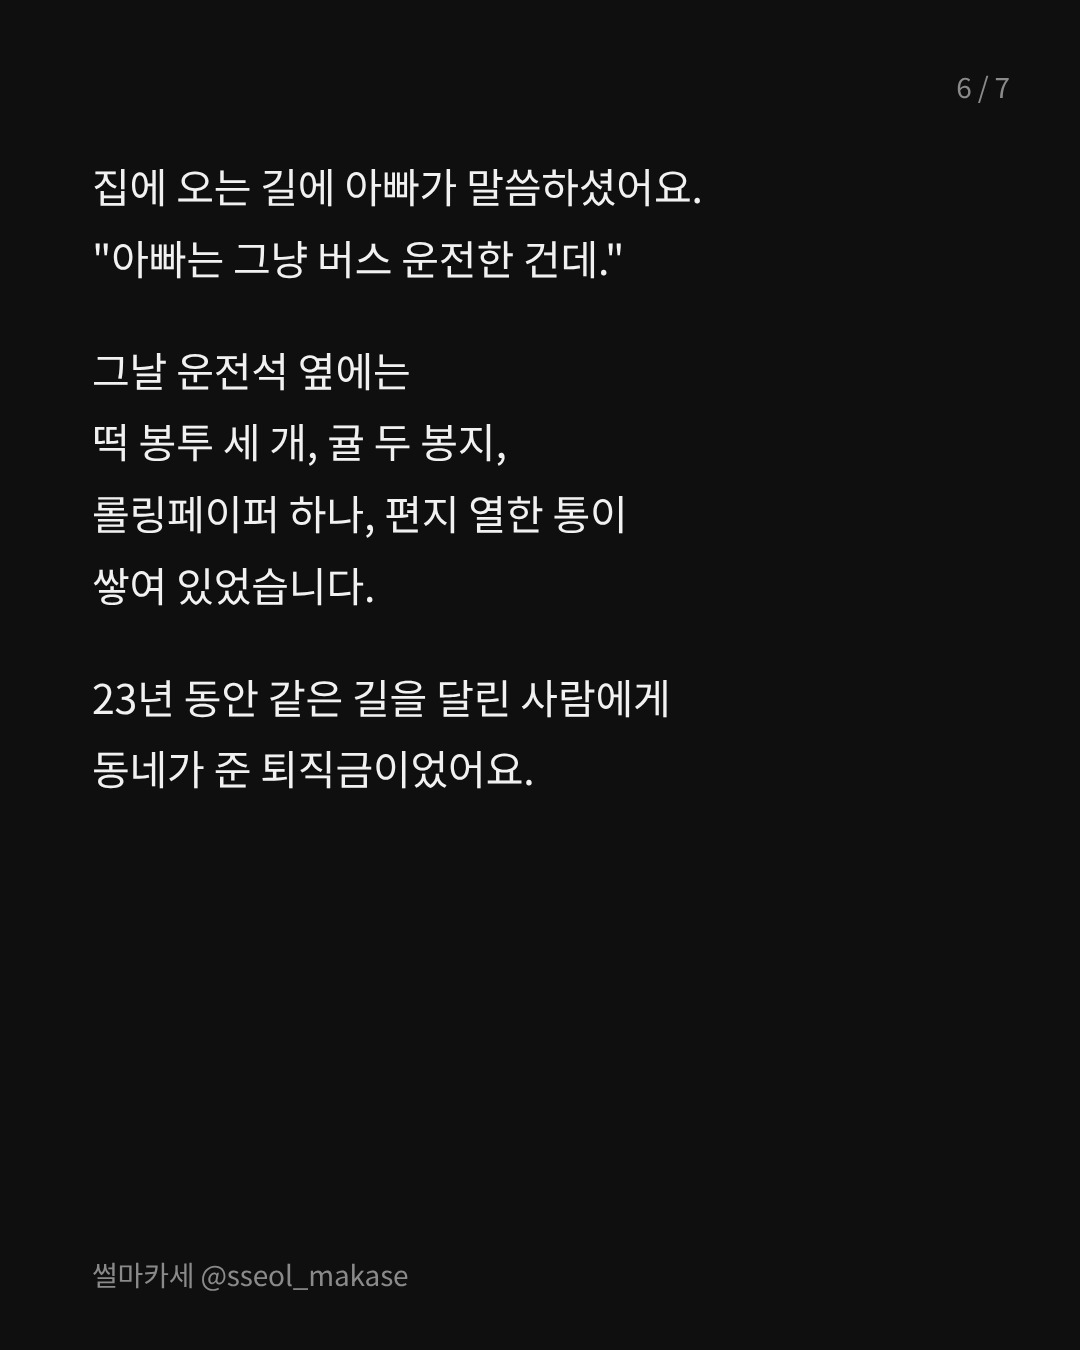 6 / 7
집에 오는 길에 아빠가 말씀하셨어요.
"아빠는 그냥 버스 운전한 건데."
그날 운전석 옆에는
떡 봉투 세 개, 귤 두 봉지,
롤링페이퍼 하나, 편지 열한 통이
쌓여 있었습니다.
23년 동안 같은 길을 달린 사람에게
동네가 준 퇴직금이었어요.
썰마카세 @sseol_makase